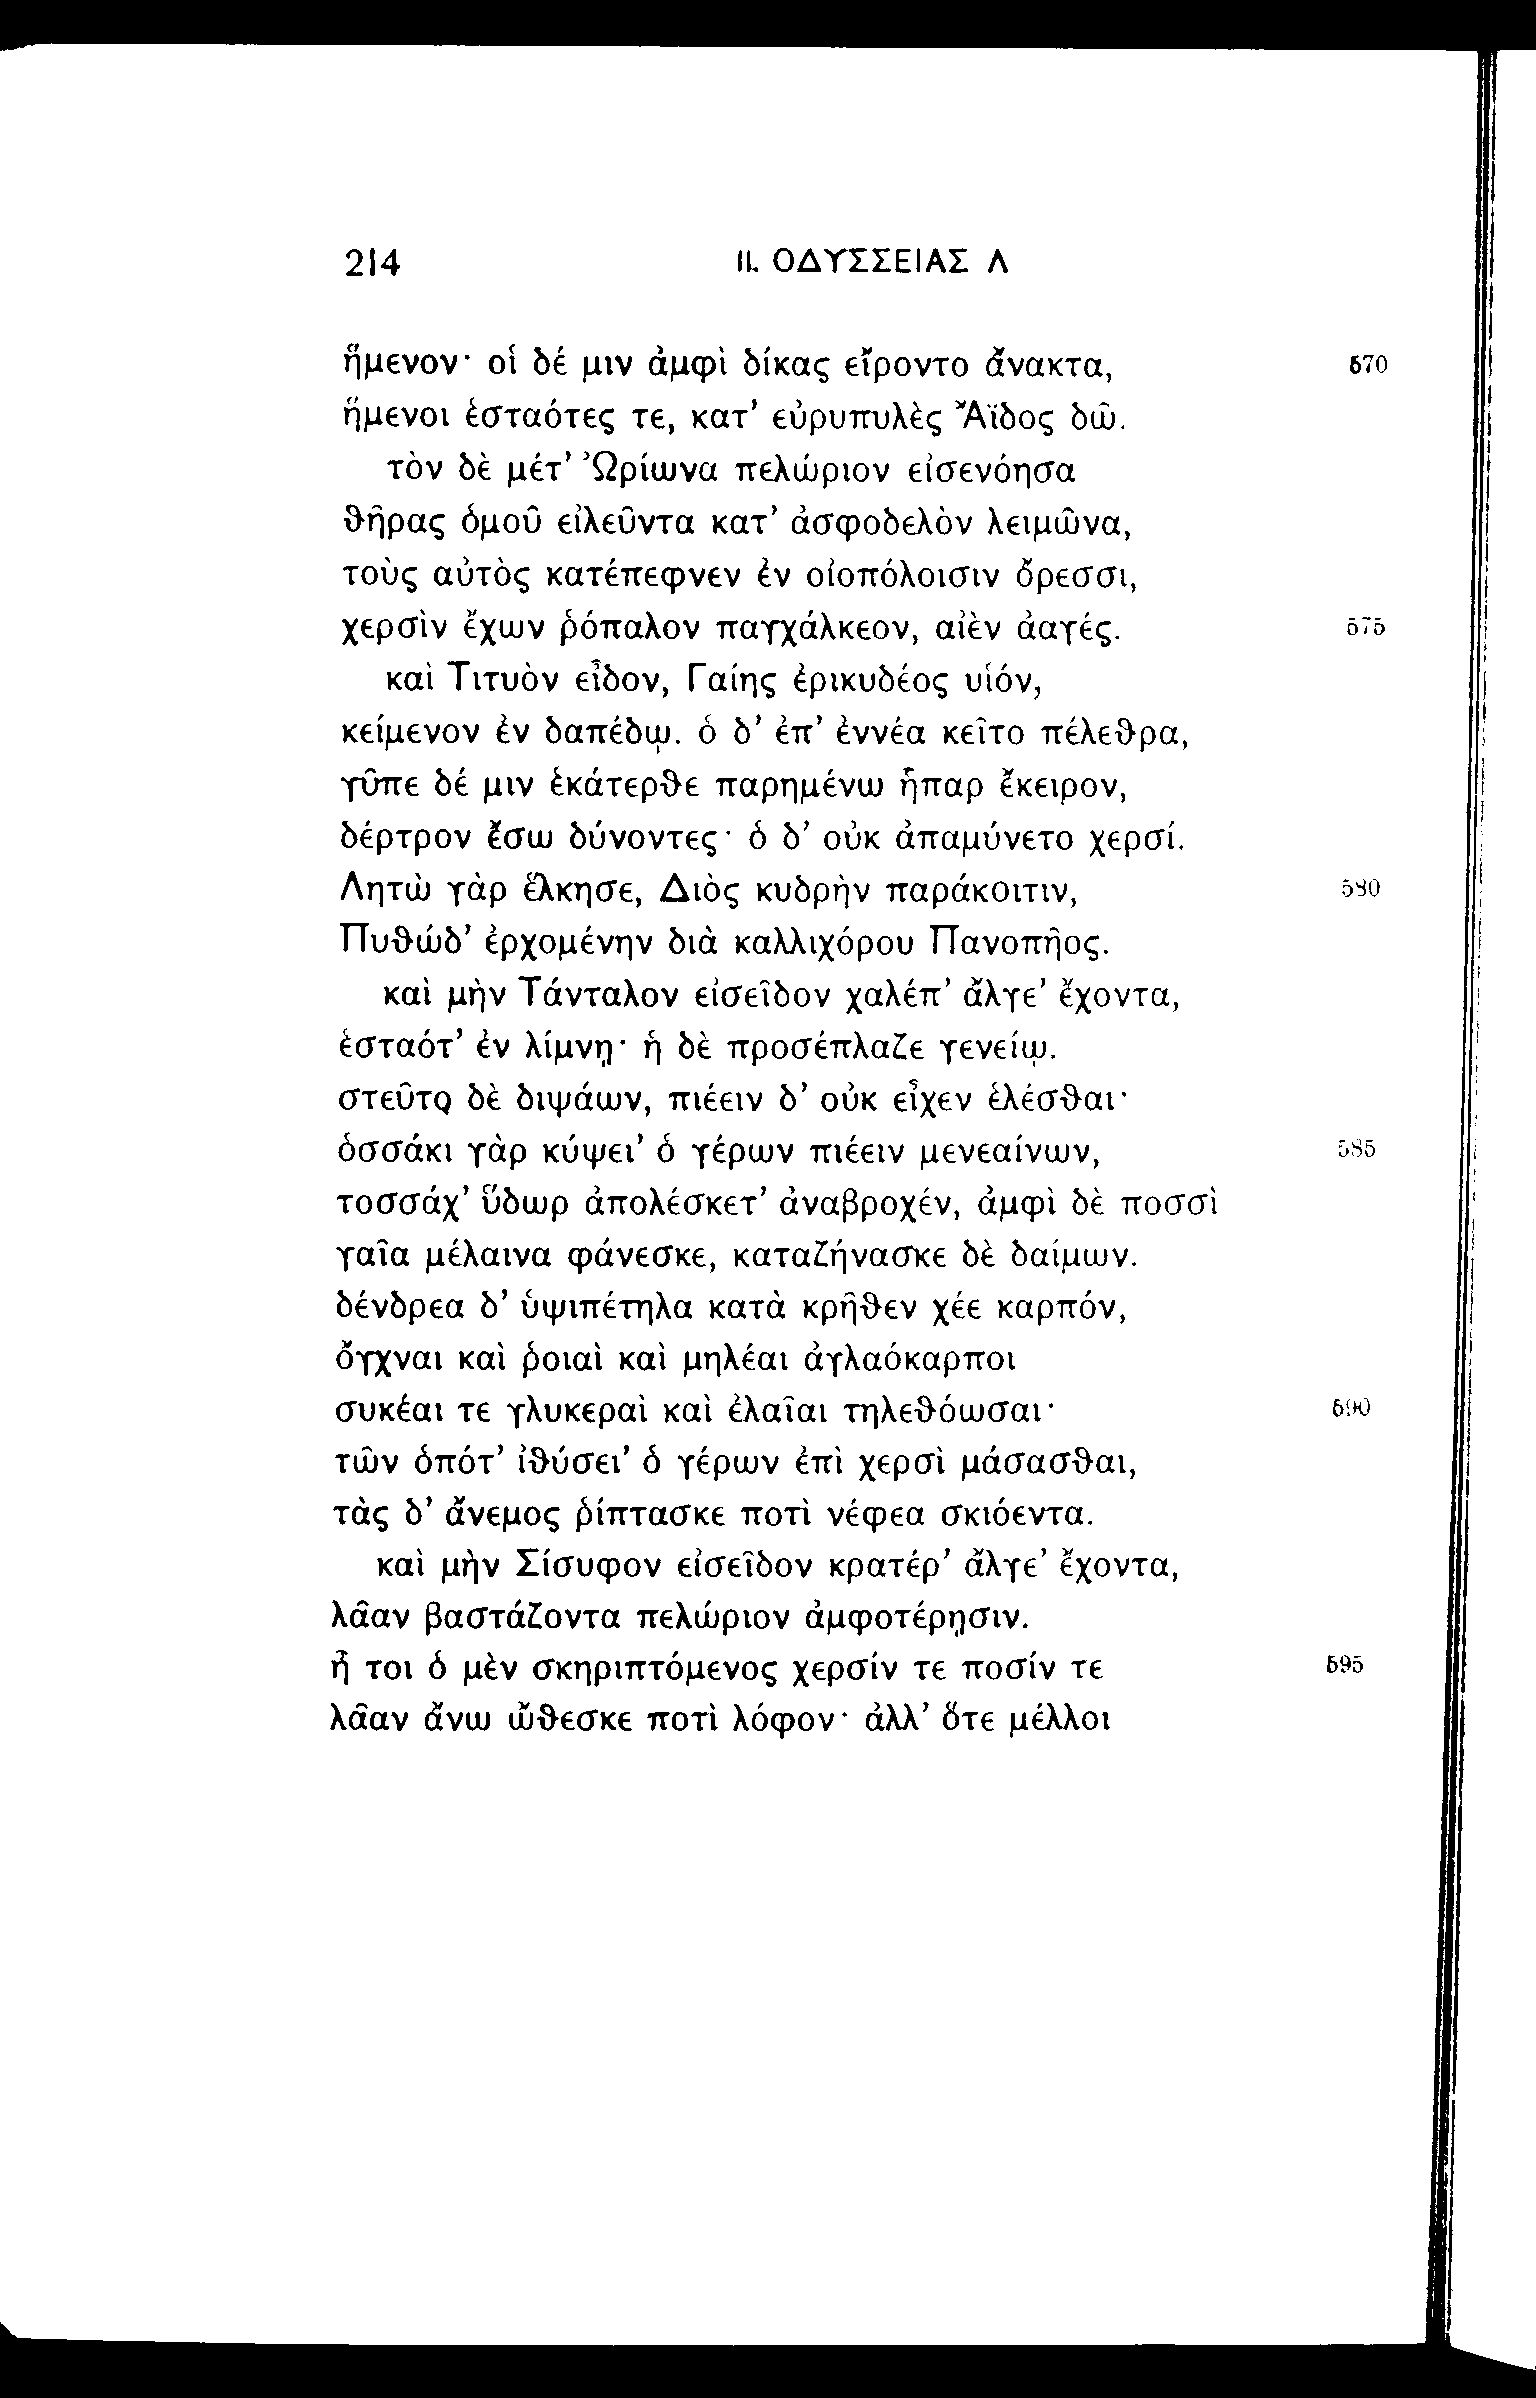 214 11. ΟΔΥΣΣΕΙΑΣ Λ
ἥμενον· οἱ δέ μιν ἀμφὶ δίκας εἴροντο ἄνακτα, 570
ἥμενοι ἑσταότες τε, κατ’ εὐρυπυλὲς Ἄϊδος δῶ.
τὸν δὲ μέτ’ Ὠρίωνα πελώριον εἰσενόησα
θῆρας ὁμοῦ εἰλεῦντα κατ’ ἀσφοδελὸν λειμῶνα,
τοὺς αὐτὸς κατέπεφνεν ἐν οἰοπόλοισιν ὄρεσσι,
χερσὶν ἔχων ῥόπαλον παγχάλκεον, αἰὲν ἀαγές. 575
καὶ Τιτυὸν εἶδον, Γαίης ἐρικυδέος υἱόν,
κείμενον ἐν δαπέδῳ. ὁ δ’ ἐπ’ ἐννέα κεῖτο πέλεθρα,
γῦπε δέ μιν ἑκάτερθε παρημένω ἧπαρ ἔκειρον,
δέρτρον ἔσω δύνοντες· ὁ δ’ οὐκ ἀπαμύνετο χερσί.
Λητὼ γὰρ ἕλκησε, Διὸς κυδρὴν παράκοιτιν, 580
Πυθώδ’ ἐρχομένην διὰ καλλιχόρου Πανοπῆος.
καὶ μὴν Τάνταλον εἰσεῖδον χαλέπ’ ἄλγε’ ἔχοντα,
ἑσταότ’ ἐν λίμνῃ· ἡ δὲ προσέπλαζε γενείῳ.
στεῦτο δὲ διψάων, πιέειν δ’ οὐκ εἶχεν ἑλέσθαι·
ὁσσάκι γὰρ κύψει’ ὁ γέρων πιέειν μενεαίνων, 585
τοσσάχ’ ὕδωρ ἀπολέσκετ’ ἀναβροχέν, ἀμφὶ δὲ ποσσὶ
γαῖα μέλαινα φάνεσκε, καταζήνασκε δὲ δαίμων.
δένδρεα δ’ ὑψιπέτηλα κατὰ κρῆθεν χέε καρπόν,
ὄγχναι καὶ ῥοιαὶ καὶ μηλέαι ἀγλαόκαρποι
συκέαι τε γλυκεραὶ καὶ ἐλαῖαι τηλεθόωσαι· 590
τῶν ὁπότ’ ἰθύσει’ ὁ γέρων ἐπὶ χερσὶ μάσασθαι,
τὰς δ’ ἄνεμος ῥίπτασκε ποτὶ νέφεα σκιόεντα.
καὶ μὴν Σίσυφον εἰσεῖδον κρατέρ’ ἄλγε’ ἔχοντα,
λᾶαν βαστάζοντα πελώριον ἀμφοτέρῃσιν.
ἦ τοι ὁ μὲν σκηριπτόμενος χερσίν τε ποσίν τε 595
λᾶαν ἄνω ὤθεσκε ποτὶ λόφον· ἀλλ’ ὅτε μέλλοι